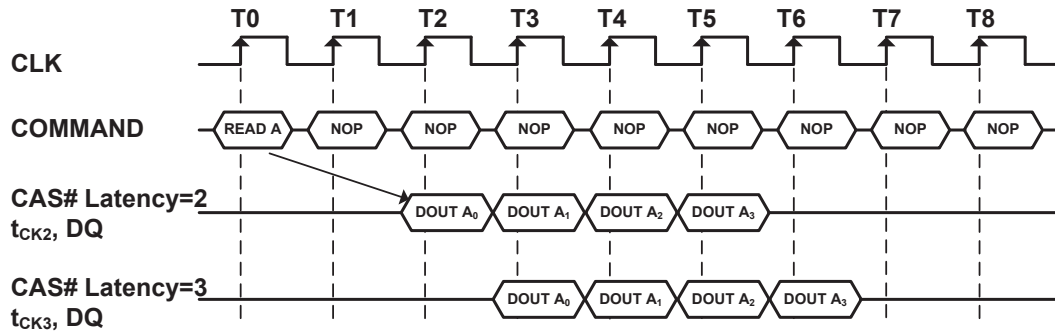 T0 T1 T2 T3 T4 T5 T6 T7 T8
CLK
COMMAND READ A NOP NOP NOP NOP NOP NOP NOP NOP
CAS# Latency=2
DOUT A₀ DOUT A₁ DOUT A₂ DOUT A₃
tCK2, DQ
CAS# Latency=3
DOUT A₀ DOUT A₁ DOUT A₂ DOUT A₃
tCK3, DQ